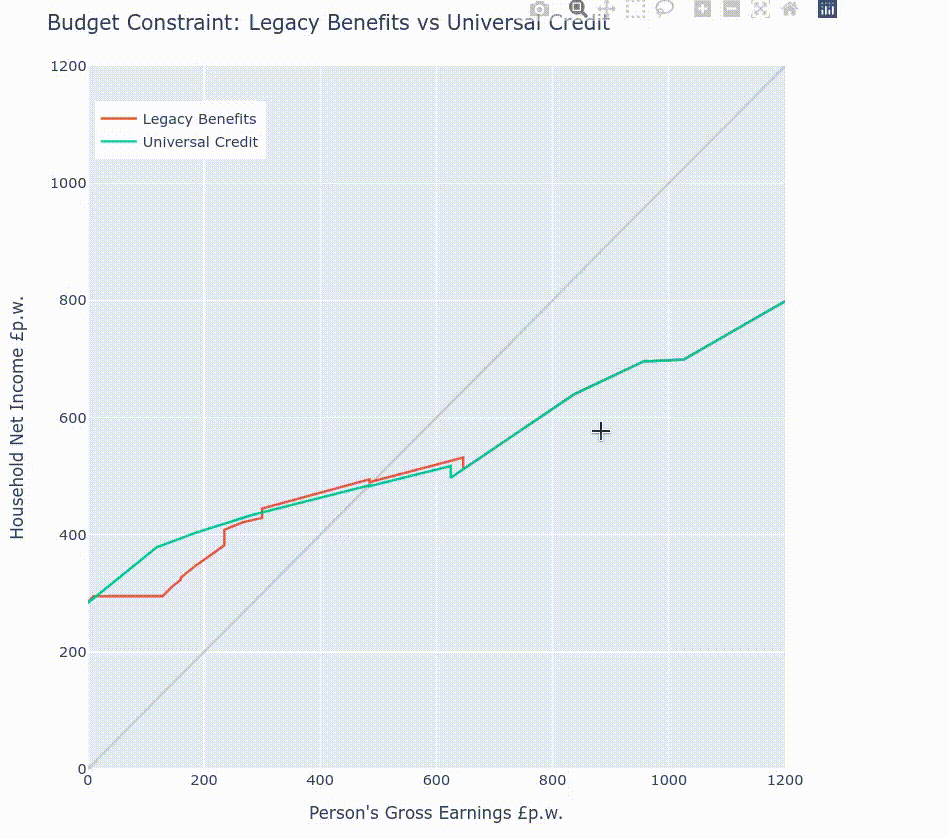 Budget Constraint: Legacy Benefits vs Universal Credit
1200
Legacy Benefits
Universal Credit
1000
800
600
400
200
0
0 200 400 600 800 1000 1200
Household Net Income £p.w.
Person's Gross Earnings £p.w.